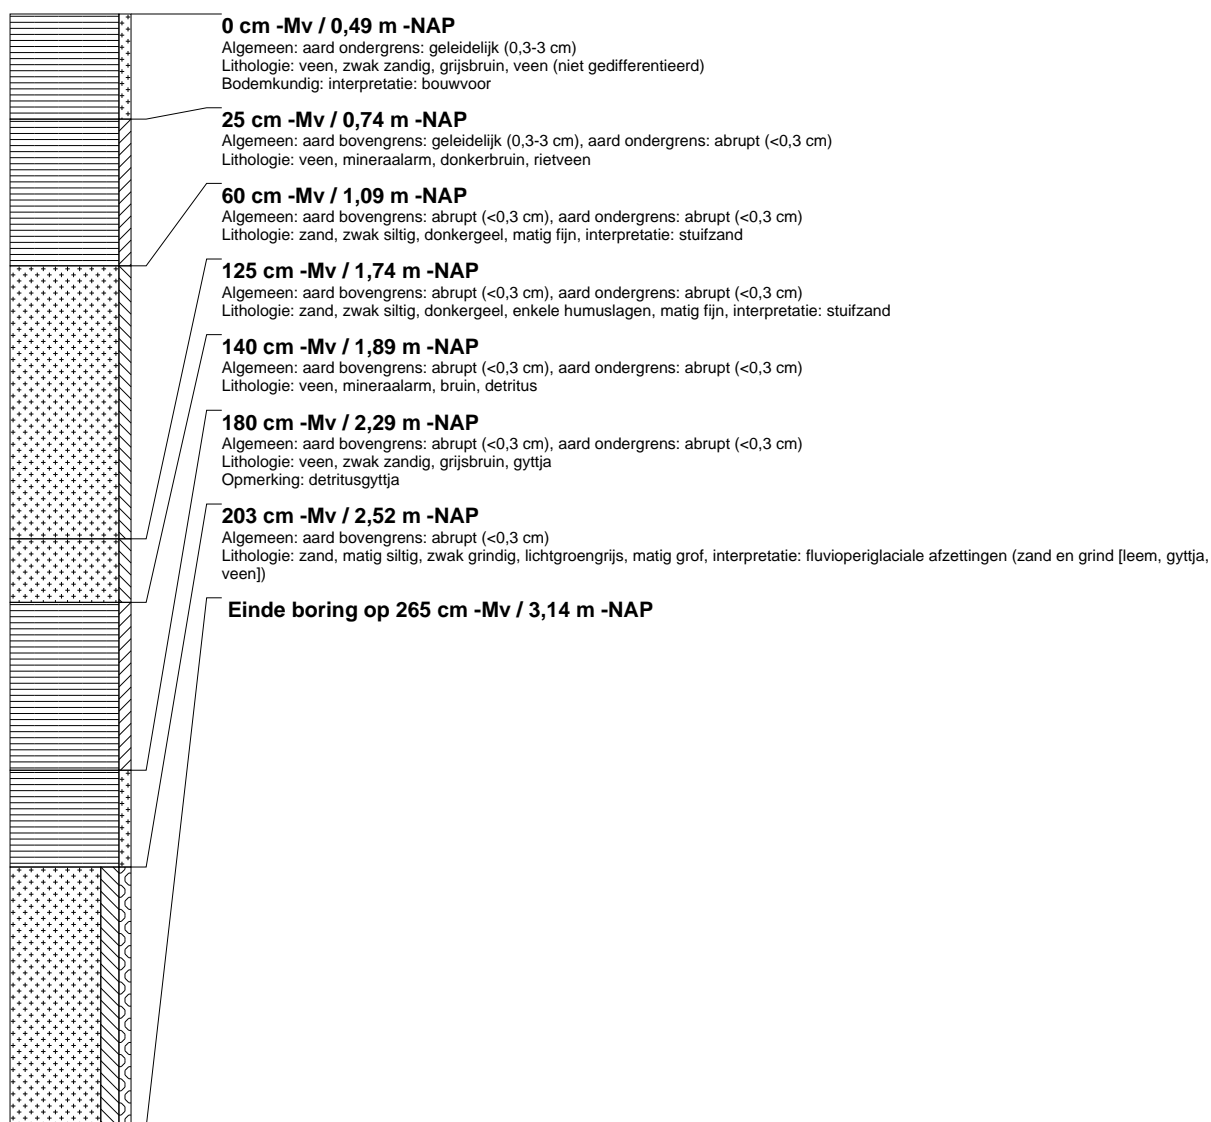 0 cm -Mv / 0,49 m -NAP
Algemeen: aard ondergrens: geleidelijk (0,3-3 cm)
Lithologie: veen, zwak zandig, grijsbruin, veen (niet gedifferentieerd)
Bodemkundig: interpretatie: bouwvoor
25 cm -Mv / 0,74 m -NAP
Algemeen: aard bovengrens: geleidelijk (0,3-3 cm), aard ondergrens: abrupt (<0,3 cm)
Lithologie: veen, mineraalarm, donkerbruin, rietveen
60 cm -Mv / 1,09 m -NAP
Algemeen: aard bovengrens: abrupt (<0,3 cm), aard ondergrens: abrupt (<0,3 cm)
Lithologie: zand, zwak siltig, donkergeel, matig fijn, interpretatie: stuifzand
125 cm -Mv / 1,74 m -NAP
Algemeen: aard bovengrens: abrupt (<0,3 cm), aard ondergrens: abrupt (<0,3 cm)
Lithologie: zand, zwak siltig, donkergeel, enkele humuslagen, matig fijn, interpretatie: stuifzand
140 cm -Mv / 1,89 m -NAP
Algemeen: aard bovengrens: abrupt (<0,3 cm), aard ondergrens: abrupt (<0,3 cm)
Lithologie: veen, mineraalarm, bruin, detritus
180 cm -Mv / 2,29 m -NAP
Algemeen: aard bovengrens: abrupt (<0,3 cm), aard ondergrens: abrupt (<0,3 cm)
Lithologie: veen, zwak zandig, grijsbruin, gyttja
Opmerking: detritusgyttja
203 cm -Mv / 2,52 m -NAP
Algemeen: aard bovengrens: abrupt (<0,3 cm)
Lithologie: zand, matig siltig, zwak grindig, lichtgroengrijs, matig grof, interpretatie: fluvioperiglaciale afzettingen (zand en grind [leem, gyttja,
veen])
Einde boring op 265 cm -Mv / 3,14 m -NAP